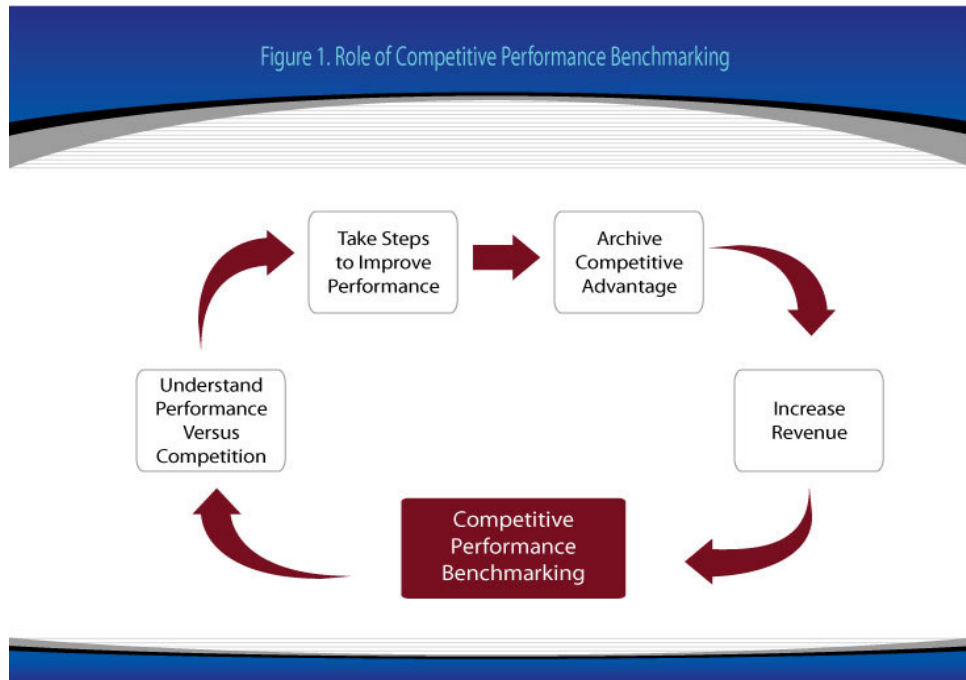 Figure 1. Role of Competitive Performance Benchmarking
Take Steps
to Improve
Performance
Archive
Competitive
Advantage
Understand
Performance
Versus
Competition
Increase
Revenue
Competitive
Performance
Benchmarking